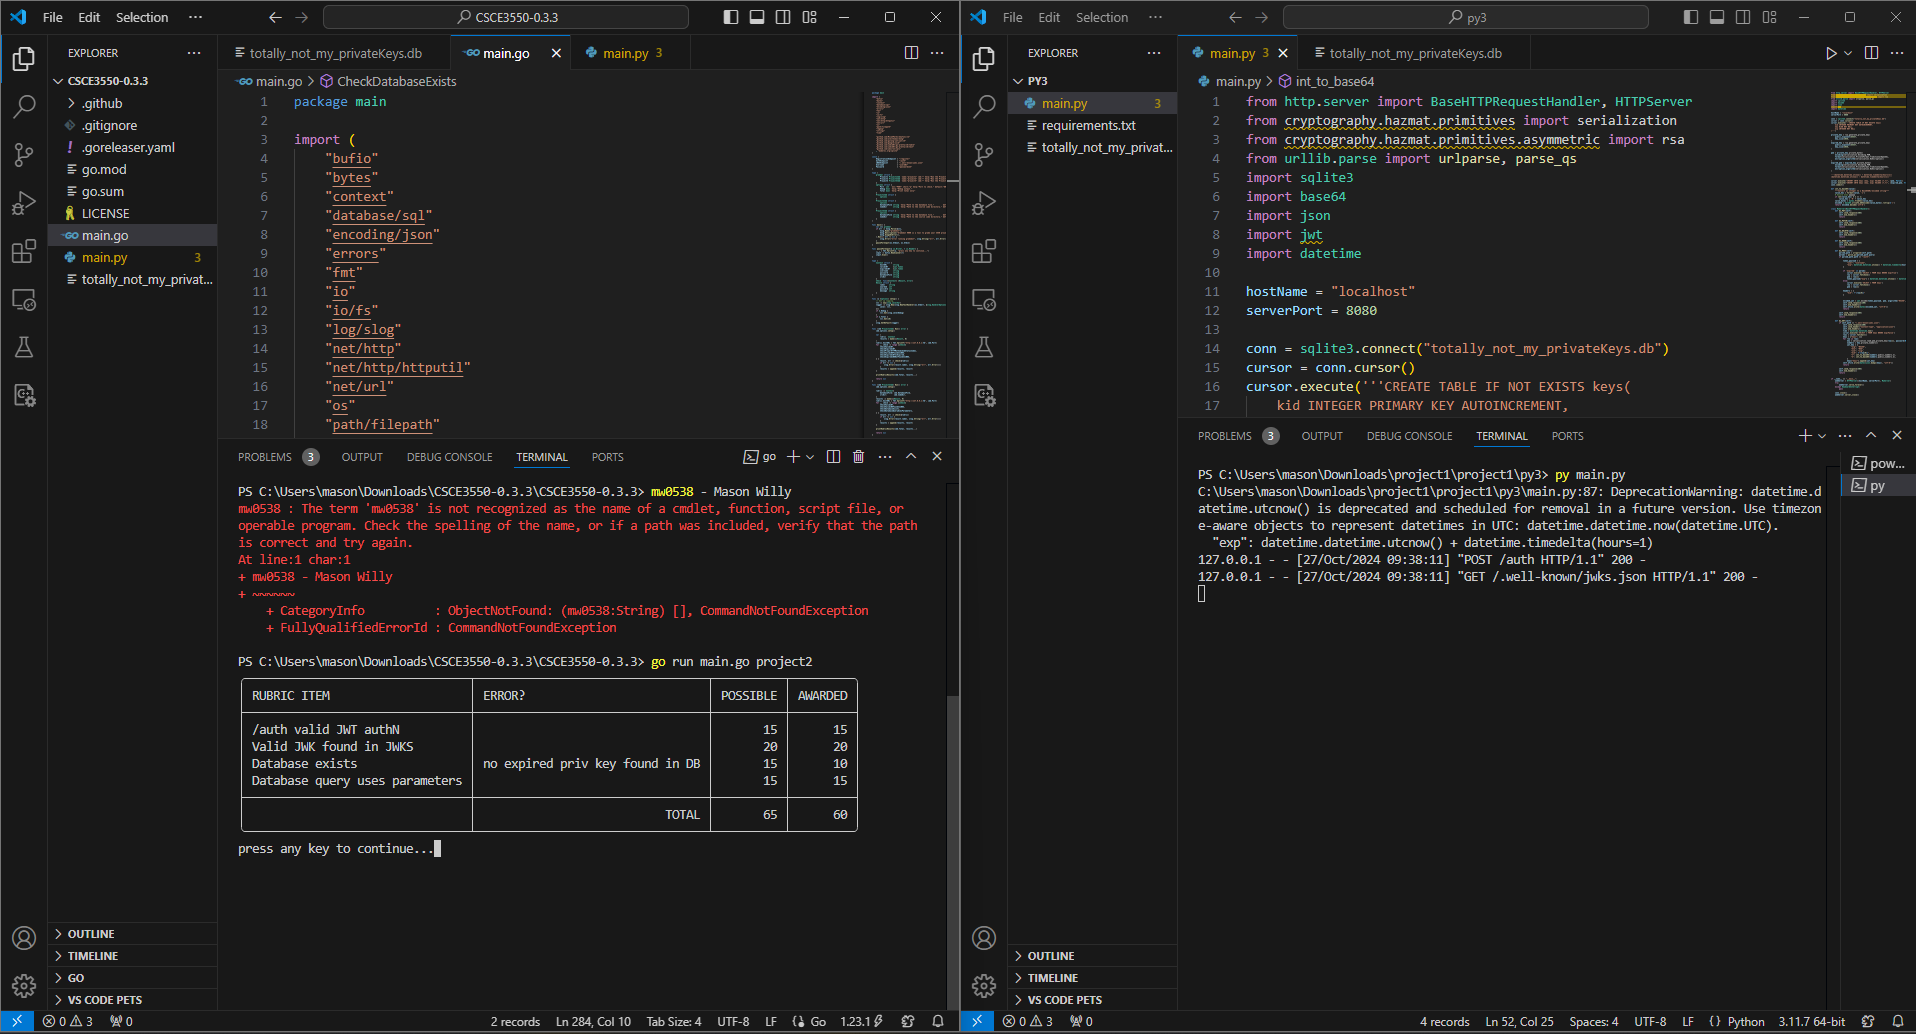 File Edit Selection ··· CSCE3550-0.3.3
EXPLORER
CSCE3550-0.3.3
.github
.gitignore
.goreleaser.yaml
go.mod
go.sum
LICENSE
main.go
main.py 3
totally_not_my_privat...
OUTLINE
TIMELINE
GO
VS CODE PETS
totally_not_my_privateKeys.db main.go main.py 3
main.go > CheckDatabaseExists
1 package main
2
3 import (
4 "bufio"
5 "bytes"
6 "context"
7 "database/sql"
8 "encoding/json"
9 "errors"
10 "fmt"
11 "io"
12 "io/fs"
13 "log/slog"
14 "net/http"
15 "net/http/httputil"
16 "net/url"
17 "os"
18 "path/filepath"
PROBLEMS 3 OUTPUT DEBUG CONSOLE TERMINAL PORTS go
PS C:\Users\mason\Downloads\CSCE3550-0.3.3\CSCE3550-0.3.3> mw0538 - Mason Willy
mw0538 : The term 'mw0538' is not recognized as the name of a cmdlet, function, script file, or
operable program. Check the spelling of the name, or if a path was included, verify that the path
is correct and try again.
At line:1 char:1
+ mw0538 - Mason Willy
+ ~~~~~~
+ CategoryInfo : ObjectNotFound: (mw0538:String) [], CommandNotFoundException
+ FullyQualifiedErrorId : CommandNotFoundException
PS C:\Users\mason\Downloads\CSCE3550-0.3.3\CSCE3550-0.3.3> go run main.go project2
RUBRIC ITEM ERROR? POSSIBLE AWARDED
/auth valid JWT authN 15 15
Valid JWK found in JWKS 20 20
Database exists no expired priv key found in DB 15 10
Database query uses parameters 15 15
TOTAL 65 60
press any key to continue...
0 3 0 2 records Ln 284, Col 10 Tab Size: 4 UTF-8 LF Go 1.23.1
File Edit Selection ··· py3
EXPLORER
PY3
main.py 3
requirements.txt
totally_not_my_privat...
OUTLINE
TIMELINE
VS CODE PETS
main.py 3 totally_not_my_privateKeys.db
main.py > int_to_base64
1 from http.server import BaseHTTPRequestHandler, HTTPServer
2 from cryptography.hazmat.primitives import serialization
3 from cryptography.hazmat.primitives.asymmetric import rsa
4 from urllib.parse import urlparse, parse_qs
5 import sqlite3
6 import base64
7 import json
8 import jwt
9 import datetime
10
11 hostName = "localhost"
12 serverPort = 8080
13
14 conn = sqlite3.connect("totally_not_my_privateKeys.db")
15 cursor = conn.cursor()
16 cursor.execute('''CREATE TABLE IF NOT EXISTS keys(
17 kid INTEGER PRIMARY KEY AUTOINCREMENT,
PROBLEMS 3 OUTPUT DEBUG CONSOLE TERMINAL PORTS
pow...
py
PS C:\Users\mason\Downloads\project1\project1\py3> py main.py
C:\Users\mason\Downloads\project1\project1\py3\main.py:87: DeprecationWarning: datetime.d
atetime.utcnow() is deprecated and scheduled for removal in a future version. Use timezon
e-aware objects to represent datetimes in UTC: datetime.datetime.now(datetime.UTC).
"exp": datetime.datetime.utcnow() + datetime.timedelta(hours=1)
127.0.0.1 - - [27/Oct/2024 09:38:11] "POST /auth HTTP/1.1" 200 -
127.0.0.1 - - [27/Oct/2024 09:38:11] "GET /.well-known/jwks.json HTTP/1.1" 200 -
0 3 0 4 records Ln 52, Col 25 Spaces: 4 UTF-8 LF Python 3.11.7 64-bit